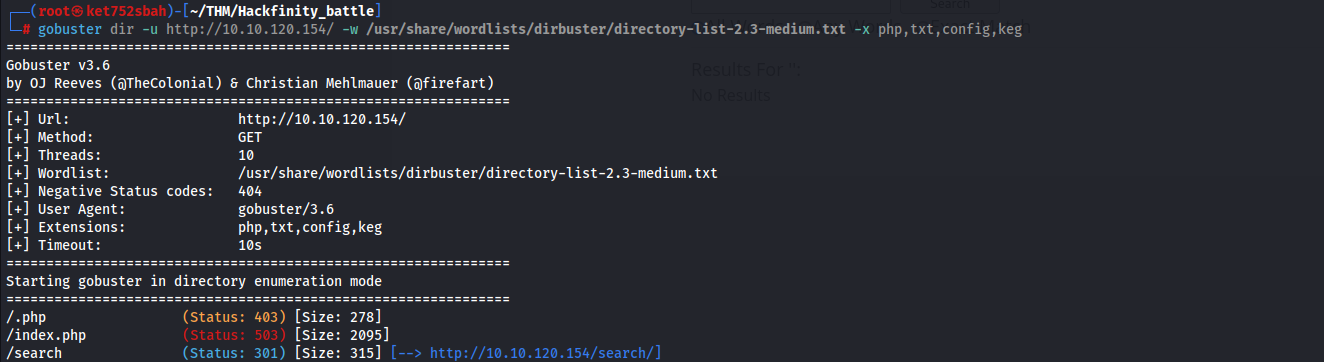 ┌──(root㉿ket752sbah)-[~/THM/Hackfinity_battle]
└─# gobuster dir -u http://10.10.120.154/ -w /usr/share/wordlists/dirbuster/directory-list-2.3-medium.txt -x php,txt,config,keg
===============================================================
Gobuster v3.6
by OJ Reeves (@TheColonial) & Christian Mehlmauer (@firefart)
===============================================================
[+] Url:                     http://10.10.120.154/
[+] Method:                  GET
[+] Threads:                 10
[+] Wordlist:                /usr/share/wordlists/dirbuster/directory-list-2.3-medium.txt
[+] Negative Status codes:   404
[+] User Agent:              gobuster/3.6
[+] Extensions:              php,txt,config,keg
[+] Timeout:                 10s
===============================================================
Starting gobuster in directory enumeration mode
===============================================================
/.php                 (Status: 403) [Size: 278]
/index.php            (Status: 503) [Size: 2095]
/search               (Status: 301) [Size: 315] [--> http://10.10.120.154/search/]
Search
Results For '':
No Results